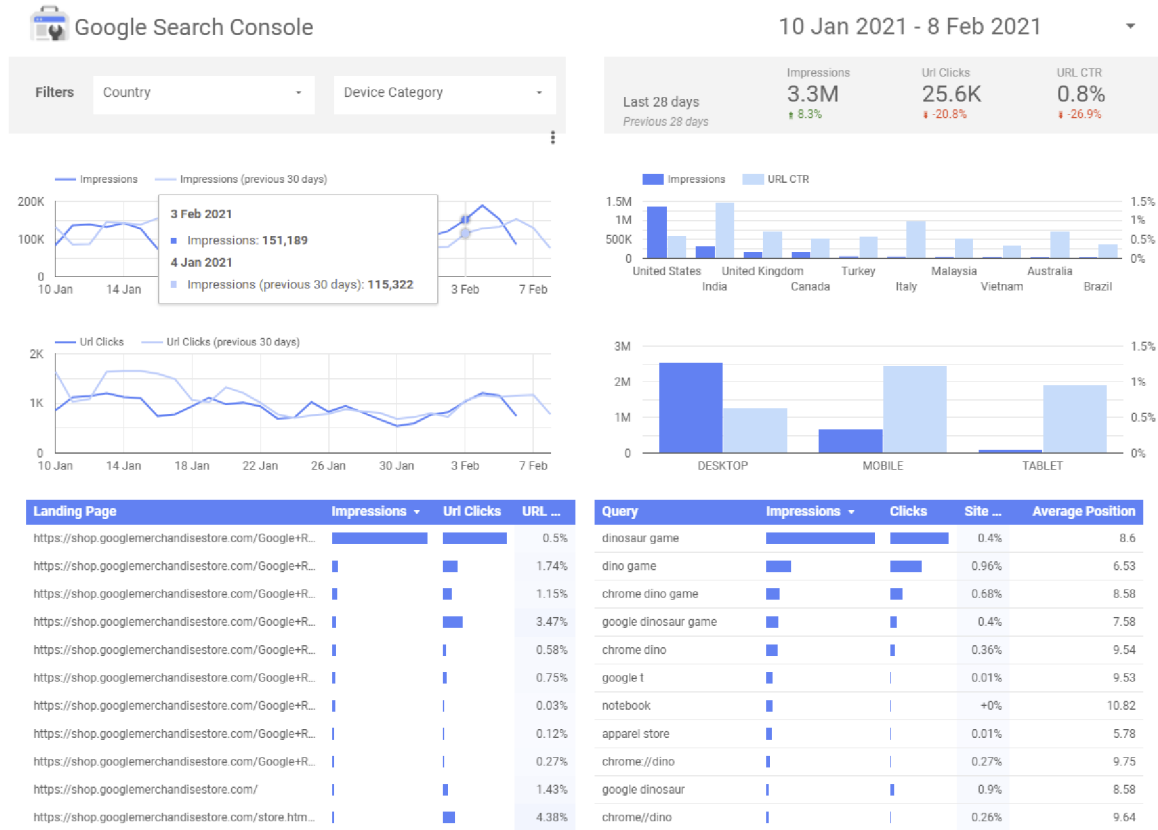 Google Search Console
10 Jan 2021 - 8 Feb 2021
Filters
Country
Device Category
Last 28 days
Previous 28 days
Impressions
3.3M
8.3%
Url Clicks
25.6K
-20.8%
URL CTR
0.8%
-26.9%
Impressions Impressions (previous 30 days)
200K
100K
0
10 Jan 14 Jan 3 Feb 7 Feb
3 Feb 2021
Impressions: 151,189
4 Jan 2021
Impressions (previous 30 days): 115,322
Impressions URL CTR
1.5M 1.5%
1M 1%
500K 0.5%
0 0%
United States United Kingdom Turkey Malaysia Australia
India Canada Italy Vietnam Brazil
Url Clicks Url Clicks (previous 30 days)
2K
1K
0
10 Jan 14 Jan 18 Jan 22 Jan 26 Jan 30 Jan 3 Feb 7 Feb
3M 1.5%
2M 1%
1M 0.5%
0 0%
DESKTOP MOBILE TABLET
Landing Page Impressions Url Clicks URL ...
https://shop.googlemerchandisestore.com/Google+R... 0.5%
https://shop.googlemerchandisestore.com/Google+R... 1.74%
https://shop.googlemerchandisestore.com/Google+R... 1.15%
https://shop.googlemerchandisestore.com/Google+R... 3.47%
https://shop.googlemerchandisestore.com/Google+R... 0.58%
https://shop.googlemerchandisestore.com/Google+R... 0.75%
https://shop.googlemerchandisestore.com/Google+R... 0.03%
https://shop.googlemerchandisestore.com/Google+R... 0.12%
https://shop.googlemerchandisestore.com/Google+R... 0.27%
https://shop.googlemerchandisestore.com/ 1.43%
https://shop.googlemerchandisestore.com/store.htm... 4.38%
Query Impressions Clicks Site ... Average Position
dinosaur game 0.4% 8.6
dino game 0.96% 6.53
chrome dino game 0.68% 8.58
google dinosaur game 0.4% 7.58
chrome dino 0.36% 9.54
google t 0.01% 9.53
notebook +0% 10.82
apparel store 0.01% 5.78
chrome://dino 0.27% 9.75
google dinosaur 0.9% 8.58
chrome//dino 0.26% 9.64